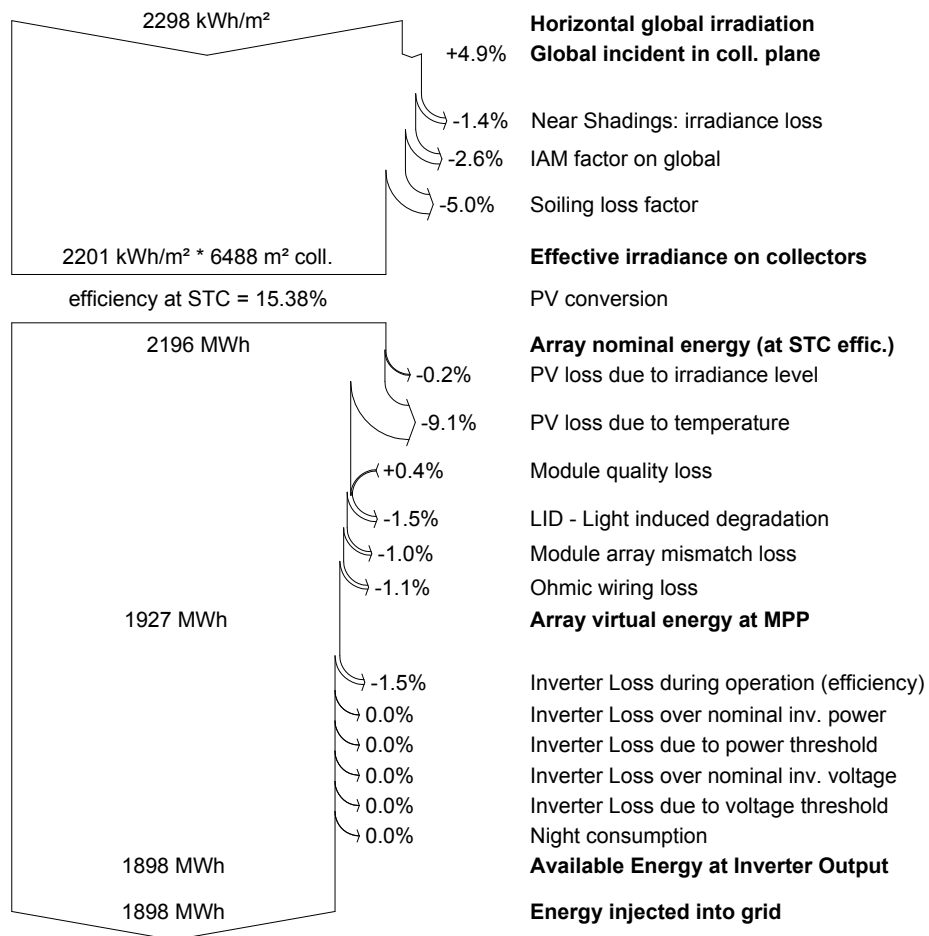 2298 kWh/m² Horizontal global irradiation
+4.9% Global incident in coll. plane
-1.4% Near Shadings: irradiance loss
-2.6% IAM factor on global
-5.0% Soiling loss factor
2201 kWh/m² * 6488 m² coll. Effective irradiance on collectors
efficiency at STC = 15.38% PV conversion
2196 MWh Array nominal energy (at STC effic.)
-0.2% PV loss due to irradiance level
-9.1% PV loss due to temperature
+0.4% Module quality loss
-1.5% LID - Light induced degradation
-1.0% Module array mismatch loss
-1.1% Ohmic wiring loss
1927 MWh Array virtual energy at MPP
-1.5% Inverter Loss during operation (efficiency)
0.0% Inverter Loss over nominal inv. power
0.0% Inverter Loss due to power threshold
0.0% Inverter Loss over nominal inv. voltage
0.0% Inverter Loss due to voltage threshold
0.0% Night consumption
1898 MWh Available Energy at Inverter Output
1898 MWh Energy injected into grid